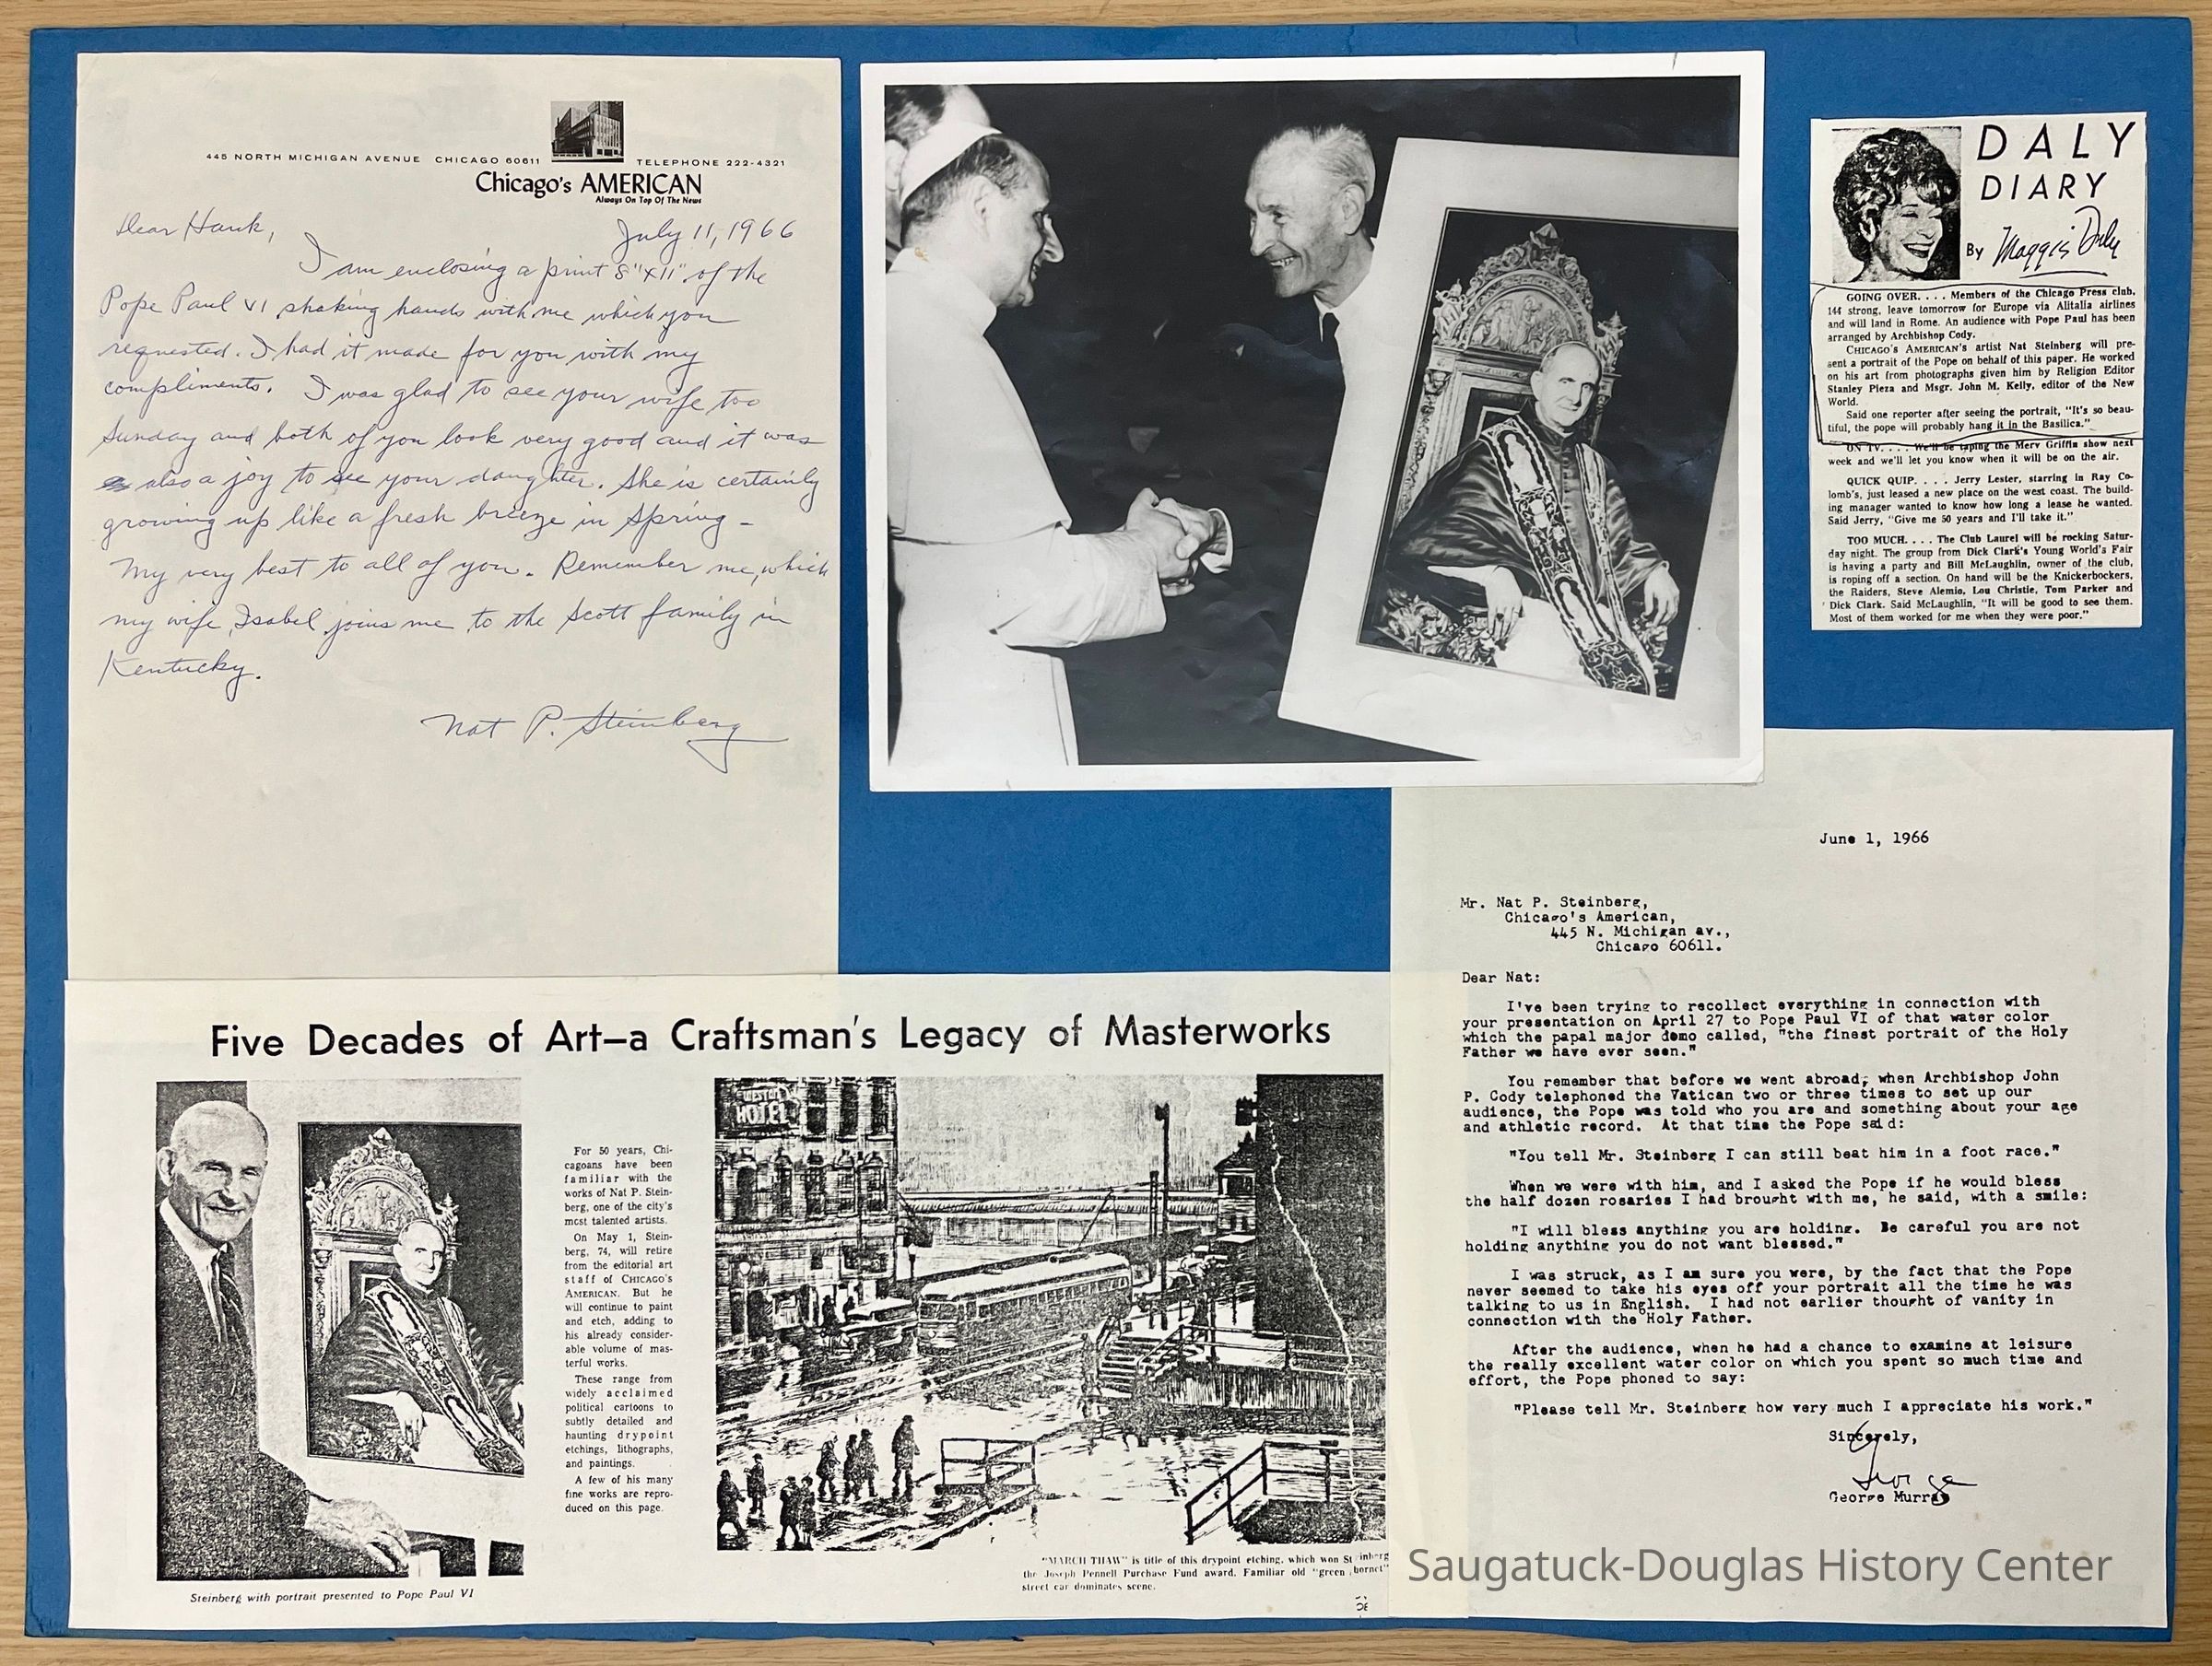 445 NORTH MICHIGAN AVENUE CHICAGO 60611
TELEPHONE 222-4321
Chicago's AMERICAN
Always On Top Of The News
Dear Hank,
July 11, 1966
I am enclosing a print 8"x11" of the
Pope Paul VI shaking hands with me which you
requested. I had it made for you with my
compliments. I was glad to see your wife too
Sunday and both of you look very good and it was
also a joy to see your daughter. She is certainly
growing up like a fresh breeze in Spring -
My very best to all of you. Remember me, which
my wife, Isabel, joins me to the Scott family in
Kentucky.
Nat P. Steinberg
DALY
DIARY
By Maggie Daly
GOING OVER. . . . Members of the Chicago Press club,
144 strong, leave tomorrow for Europe via Alitalia airlines
and will land in Rome. An audience with Pope Paul has been
arranged by Archbishop Cody.
CHICAGO'S AMERICAN'S artist Nat Steinberg will pre-
sent a portrait of the Pope on behalf of this paper. He worked
on his art from photographs given him by Religion Editor
Stanley Pieza and Msgr. John M. Kelly, editor of the New
World.
Said one reporter after seeing the portrait, "It's so beau-
tiful, the pope will probably hang it in the Basilica."
ON TV. . . . We'll be taping the Merv Griffin show next
week and we'll let you know when it will be on the air.
QUICK QUIP. . . . Jerry Lester, starring in Ray Co-
lomb's, just leased a new place on the west coast. The build-
ing manager wanted to know how long a lease he wanted.
Said Jerry, "Give me 50 years and I'll take it."
TOO MUCH. . . . The Club Laurel will be rocking Satur-
day night. The group from Dick Clark's Young World's Fair
is having a party and Bill McLaughlin, owner of the club,
is roping off a section. On hand will be the Knickerbockers,
the Raiders, Steve Alemio, Lou Christie, Tom Parker and
Dick Clark. Said McLaughlin, "It will be good to see them.
Most of them worked for me when they were poor."
June 1, 1966
Mr. Nat P. Steinberg,
Chicago's American,
445 N. Michigan av.,
Chicago 60611.
Dear Nat:
I've been trying to recollect everything in connection with
your presentation on April 27 to Pope Paul VI of that water color
which the papal major domo called, "the finest portrait of the Holy
Father we have ever seen."
You remember that before we went abroad, when Archbishop John
P. Cody telephoned the Vatican two or three times to set up our
audience, the Pope was told who you are and something about your age
and athletic record. At that time the Pope said:
"You tell Mr. Steinberg I can still beat him in a foot race."
When we were with him, and I asked the Pope if he would bless
the half dozen rosaries I had brought with me, he said, with a smile:
"I will bless anything you are holding. Be careful you are not
holding anything you do not want blessed."
I was struck, as I am sure you were, by the fact that the Pope
never seemed to take his eyes off your portrait all the time he was
talking to us in English. I had not earlier thought of vanity in
connection with the Holy Father.
After the audience, when he had a chance to examine at leisure
the really excellent water color on which you spent so much time and
effort, the Pope phoned to say:
"Please tell Mr. Steinberg how very much I appreciate his work."
Sincerely,
George
George Murray
Five Decades of Art—a Craftsman's Legacy of Masterworks
For 50 years, Chi-
cagoans have been
familiar with the
works of Nat P. Stein-
berg, one of the city's
most talented artists.
On May 1, Stein-
berg, 74, will retire
from the editorial art
staff of CHICAGO'S
AMERICAN. But he
will continue to paint
and etch, adding to
his already consider-
able volume of mas-
terful works.
These range from
widely acclaimed
political cartoons to
subtly detailed and
haunting drypoint
etchings, lithographs,
and paintings.
A few of his many
fine works are repro-
duced on this page.
HOTEL
Steinberg with portrait presented to Pope Paul VI
"MARCH THAW" is title of this drypoint etching, which won Steinberg
the Joseph Pennell Purchase Fund award. Familiar old "green hornet"
street car dominates scene.
Saugatuck-Douglas History Center